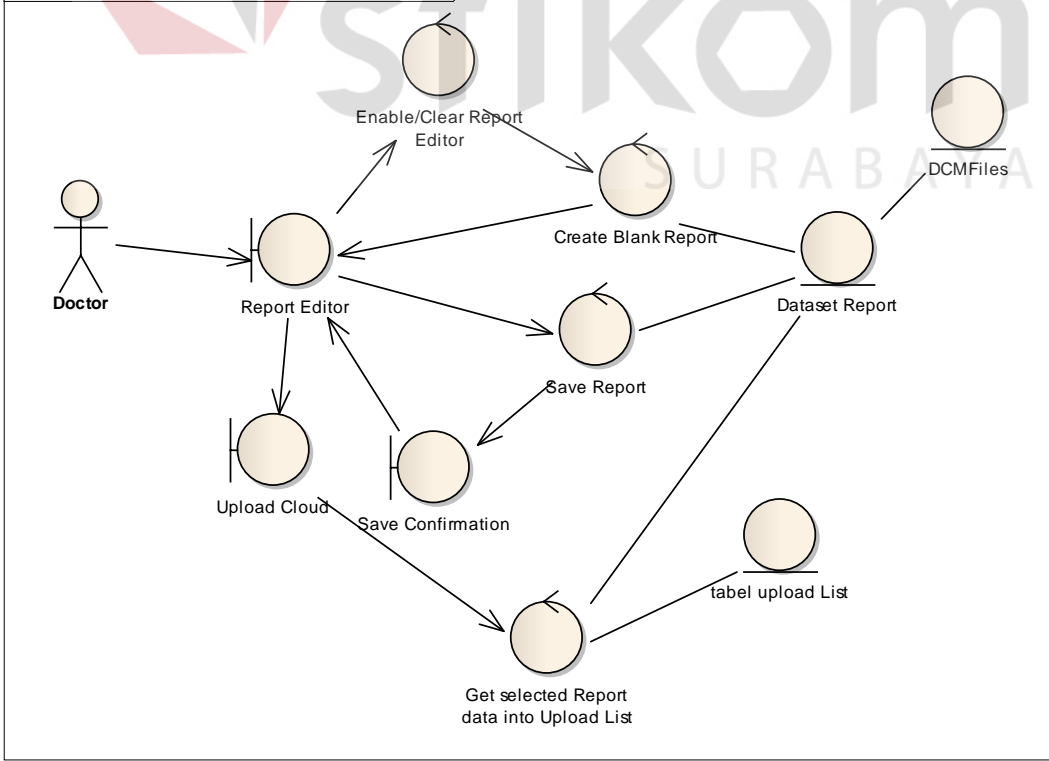 stikom
SURABAYA
Enable/Clear Report
Editor
DCMFiles
Create Blank Report
Doctor
Report Editor
Dataset Report
Save Report
Upload Cloud
Save Confirmation
tabel upload List
Get selected Report
data into Upload List